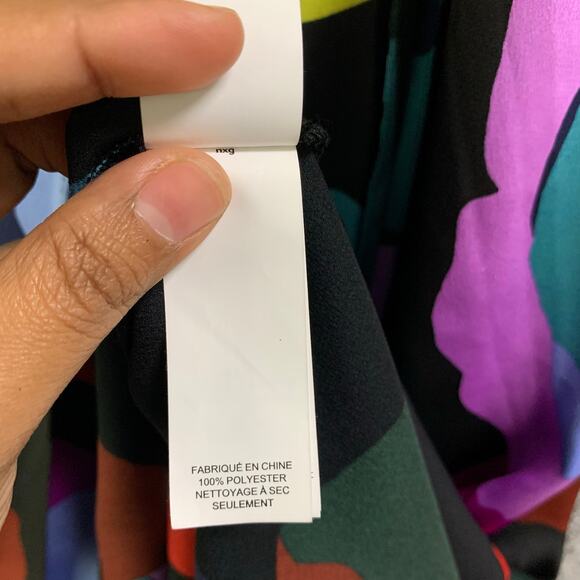 nxg
FABRIQUÉ EN CHINE
100% POLYESTER
NETTOYAGE À SEC
SEULEMENT